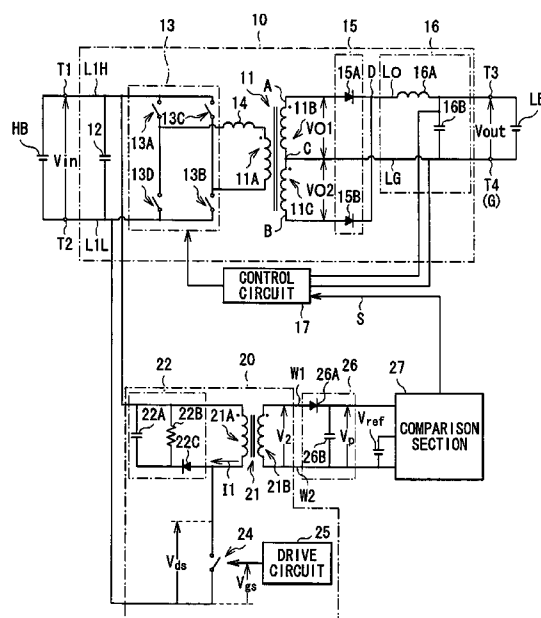 10
13
15
16
T1
L1H
11
A
15A
D
LO
16A
T3
13A
13C
14
11B
HB
12
Vin
VO1
16B
Vout
LB
C
13D
13B
11A
VO2
11C
LG
T4
(G)
T2
L1L
B
15B
CONTROL
CIRCUIT
17
S
22
20
W1
26A
26
27
22A
22B
21A
Vref
22C
V2
Vp
COMPARISON
SECTION
26B
I1
21
21B
W2
24
25
Vds
DRIVE
CIRCUIT
Vgs